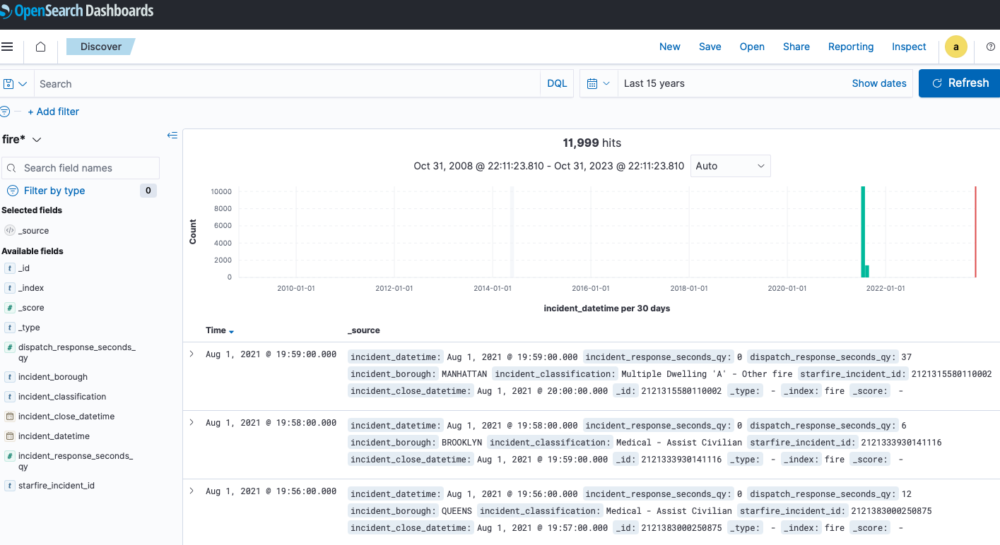 OpenSearch Dashboards
Discover
New Save Open Share Reporting Inspect a
Search DQL Last 15 years Show dates Refresh
+ Add filter
fire*
Search field names
Filter by type 0
Selected fields
_source
Available fields
_id
_index
_score
_type
dispatch_response_seconds_
qy
incident_borough
incident_classification
incident_close_datetime
incident_datetime
incident_response_seconds_
qy
starfire_incident_id
11,999 hits
Oct 31, 2008 @ 22:11:23.810 - Oct 31, 2023 @ 22:11:23.810 Auto
Count
10000
8000
6000
4000
2000
0
2010-01-01 2012-01-01 2014-01-01 2016-01-01 2018-01-01 2020-01-01 2022-01-01
incident_datetime per 30 days
Time _source
Aug 1, 2021 @ 19:59:00.000 incident_datetime: Aug 1, 2021 @ 19:59:00.000 incident_response_seconds_qy: 0 dispatch_response_seconds_qy: 37
incident_borough: MANHATTAN incident_classification: Multiple Dwelling 'A' - Other fire starfire_incident_id: 2121315580110002
incident_close_datetime: Aug 1, 2021 @ 20:00:00.000 _id: 2121315580110002 _type: - _index: fire _score: -
Aug 1, 2021 @ 19:58:00.000 incident_datetime: Aug 1, 2021 @ 19:58:00.000 incident_response_seconds_qy: 0 dispatch_response_seconds_qy: 6
incident_borough: BROOKLYN incident_classification: Medical - Assist Civilian starfire_incident_id: 2121333930141116
incident_close_datetime: Aug 1, 2021 @ 19:59:00.000 _id: 2121333930141116 _type: - _index: fire _score: -
Aug 1, 2021 @ 19:56:00.000 incident_datetime: Aug 1, 2021 @ 19:56:00.000 incident_response_seconds_qy: 0 dispatch_response_seconds_qy: 12
incident_borough: QUEENS incident_classification: Medical - Assist Civilian starfire_incident_id: 2121383000250875
incident_close_datetime: Aug 1, 2021 @ 19:57:00.000 _id: 2121383000250875 _type: - _index: fire _score: -